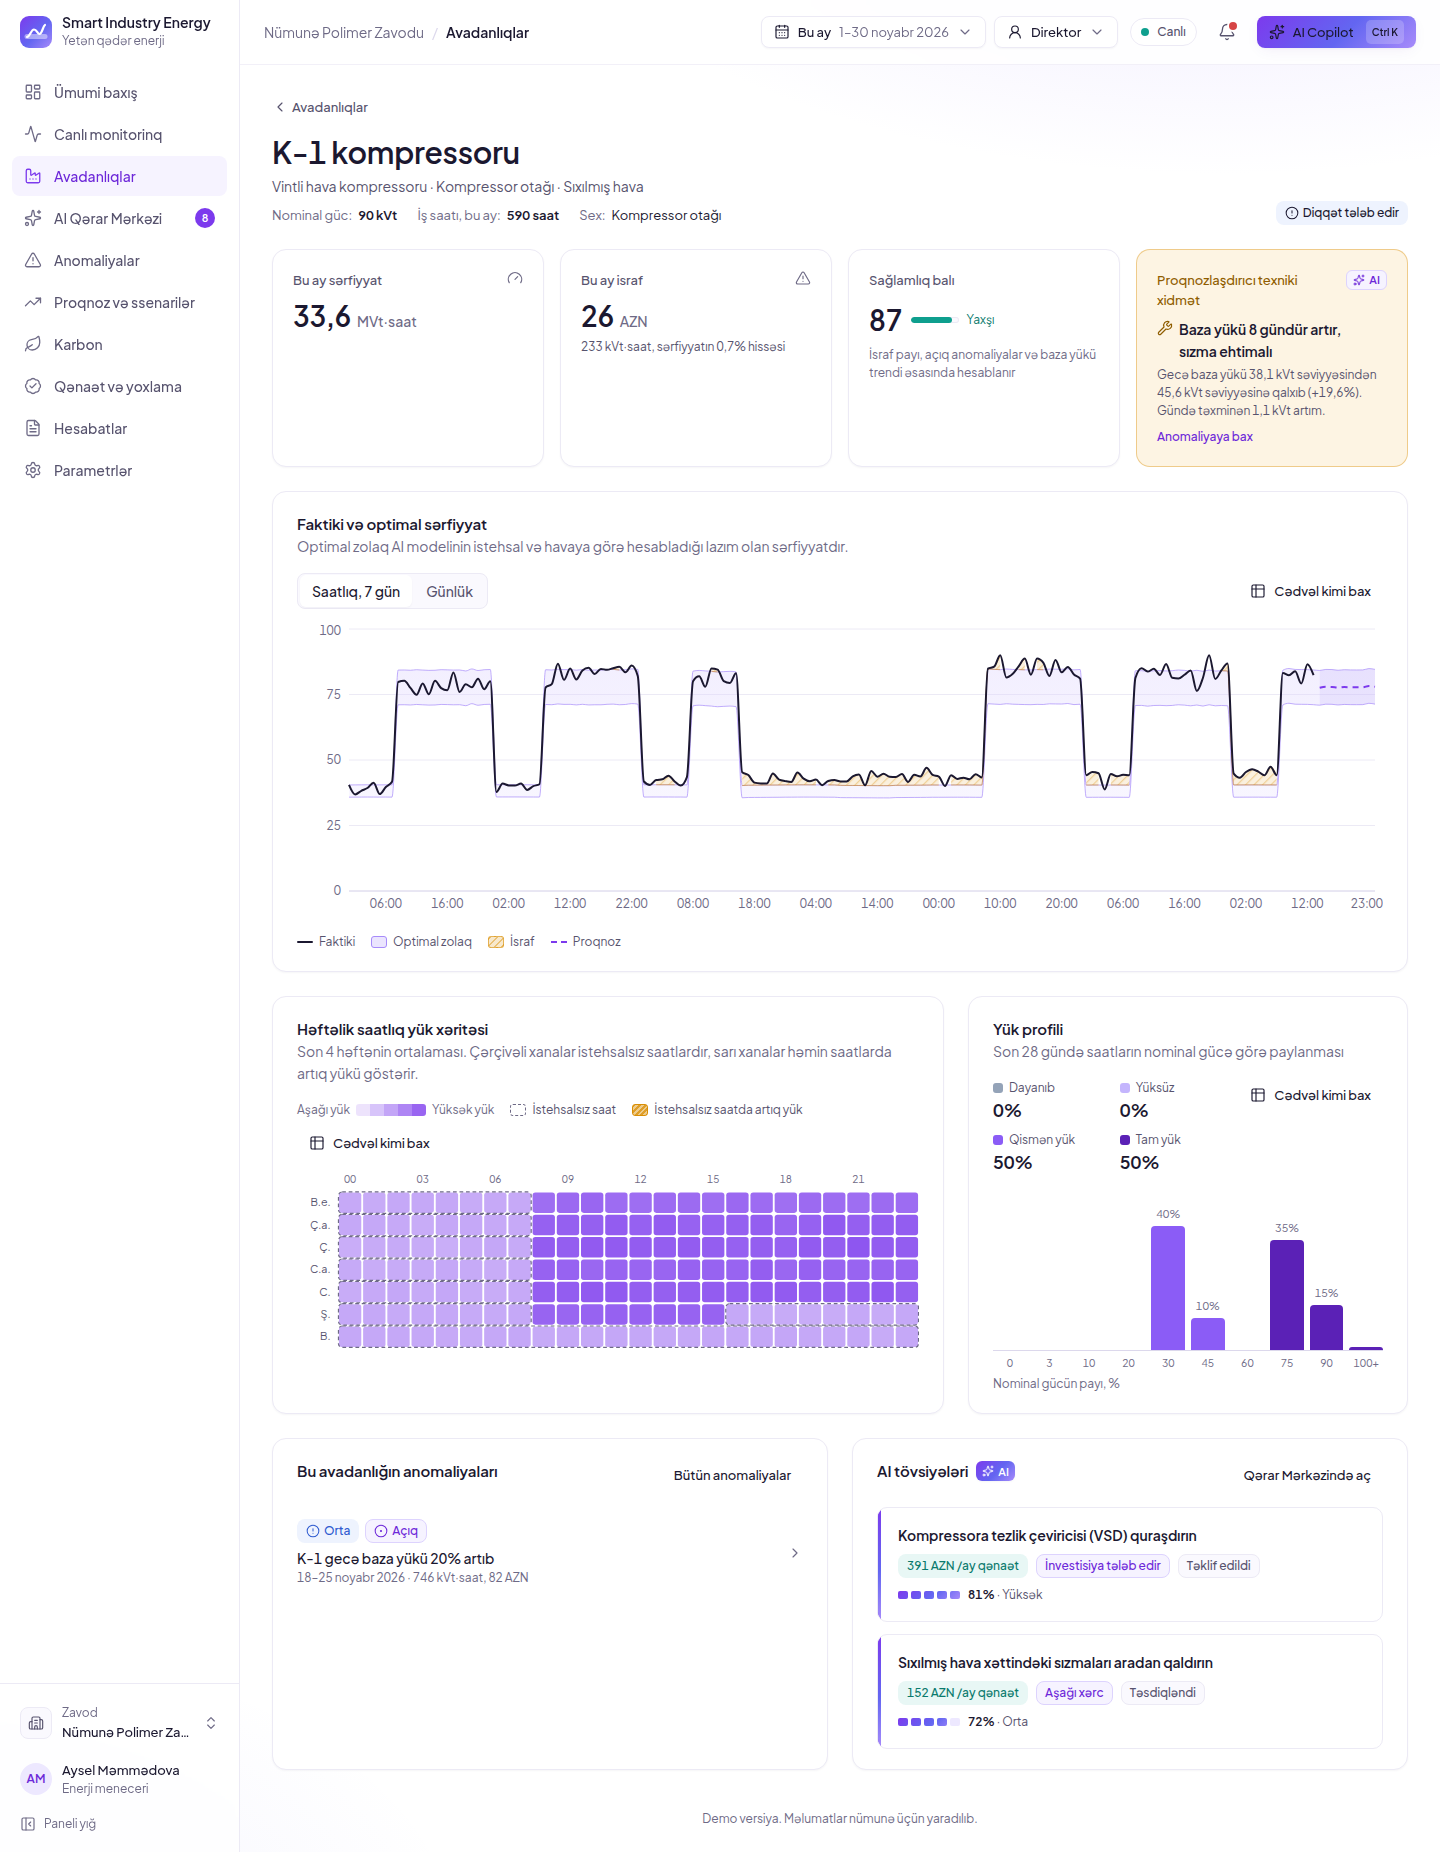 Smart Industry Energy
Yetən qədər enerji
Ümumi baxış
Canlı monitorinq
Avadanlıqlar
AI Qərar Mərkəzi 8
Anomaliyalar
Proqnoz və ssenarilər
Karbon
Qənaət və yoxlama
Hesabatlar
Parametrlər
Zavod
Nümunə Polimer Za...
AM
Aysel Məmmədova
Enerji meneceri
Paneli yığ
Nümunə Polimer Zavodu / Avadanlıqlar
Bu ay 1–30 noyabr 2026
Direktor
Canlı
AI Copilot Ctrl K
Avadanlıqlar
K-1 kompressoru
Vintli hava kompressoru · Kompressor otağı · Sıxılmış hava
Nominal güc: 90 kVt İş saatı, bu ay: 590 saat Sex: Kompressor otağı
Diqqət tələb edir
Bu ay sərfiyyat
33,6 MVt·saat
Bu ay israf
26 AZN
233 kVt·saat, sərfiyyatın 0,7% hissəsi
Sağlamlıq balı
87 Yaxşı
İsraf payı, açıq anomaliyalar və baza yükü
trendi əsasında hesablanır
Proqnozlaşdırıcı texniki
xidmət
AI
Baza yükü 8 gündür artır,
sızma ehtimalı
Gecə baza yükü 38,1 kVt səviyyəsindən
45,6 kVt səviyyəsinə qalxıb (+19,6%).
Gündə təxminən 1,1 kVt artım.
Anomaliyaya bax
Faktiki və optimal sərfiyyat
Optimal zolaq AI modelinin istehsal və havaya görə hesabladığı lazım olan sərfiyyatdır.
Saatlıq, 7 gün Günlük
Cədvəl kimi bax
100
75
50
25
0
06:00 16:00 02:00 12:00 22:00 08:00 18:00 04:00 14:00 00:00 10:00 20:00 06:00 16:00 02:00 12:00 23:00
Faktiki Optimal zolaq İsraf Proqnoz
Həftəlik saatlıq yük xəritəsi
Son 4 həftənin ortalaması. Çərçivəli xanalar istehsalsız saatlardır, sarı xanalar həmin saatlarda
artıq yükü göstərir.
Aşağı yük Yüksək yük İstehsalsız saat İstehsalsız saatda artıq yük
Cədvəl kimi bax
00 03 06 09 12 15 18 21
B.e.
Ç.a.
Ç.
C.a.
C.
Ş.
B.
Yük profili
Son 28 gündə saatların nominal gücə görə paylanması
Dayanıb
0%
Yüksüz
0%
Cədvəl kimi bax
Qismən yük
50%
Tam yük
50%
40%
10%
35%
15%
0 3 10 20 30 45 60 75 90 100+
Nominal gücün payı, %
Bu avadanlığın anomaliyaları
Bütün anomaliyalar
Orta Açıq
K-1 gecə baza yükü 20% artıb
18–25 noyabr 2026 · 746 kVt·saat, 82 AZN
AI tövsiyələri AI
Qərar Mərkəzində aç
Kompressora tezlik çeviricisi (VSD) quraşdırın
391 AZN /ay qənaət İnvestisiya tələb edir Təklif edildi
81% · Yüksək
Sıxılmış hava xəttindəki sızmaları aradan qaldırın
152 AZN /ay qənaət Aşağı xərc Təsdiqləndi
72% · Orta
Demo versiya. Məlumatlar nümunə üçün yaradılıb.